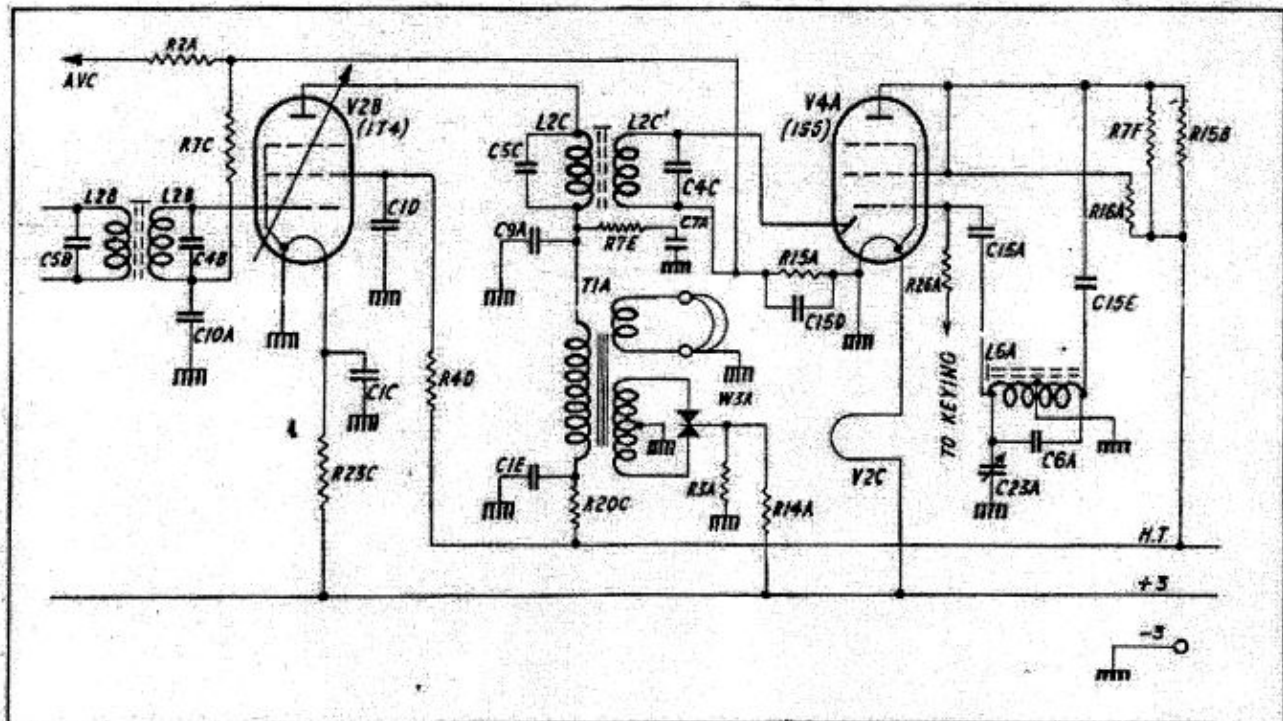 R2A
AVC
V2B
(1T4)
V4A
(1S5)
L2C
L2C'
R7C
C5C
C4C
R7F
R15B
L2B
L2B
C1D
R16A
C5B
C4B
C9A
R7E
C7A
R15A
C15A
C10A
T1A
R26A
C15D
C15E
L6A
C1C
R4D
W3A
TO KEYING
C6A
R23C
C1E
R3A
V2C
C23A
R20C
R14A
H.T.
+3
-3